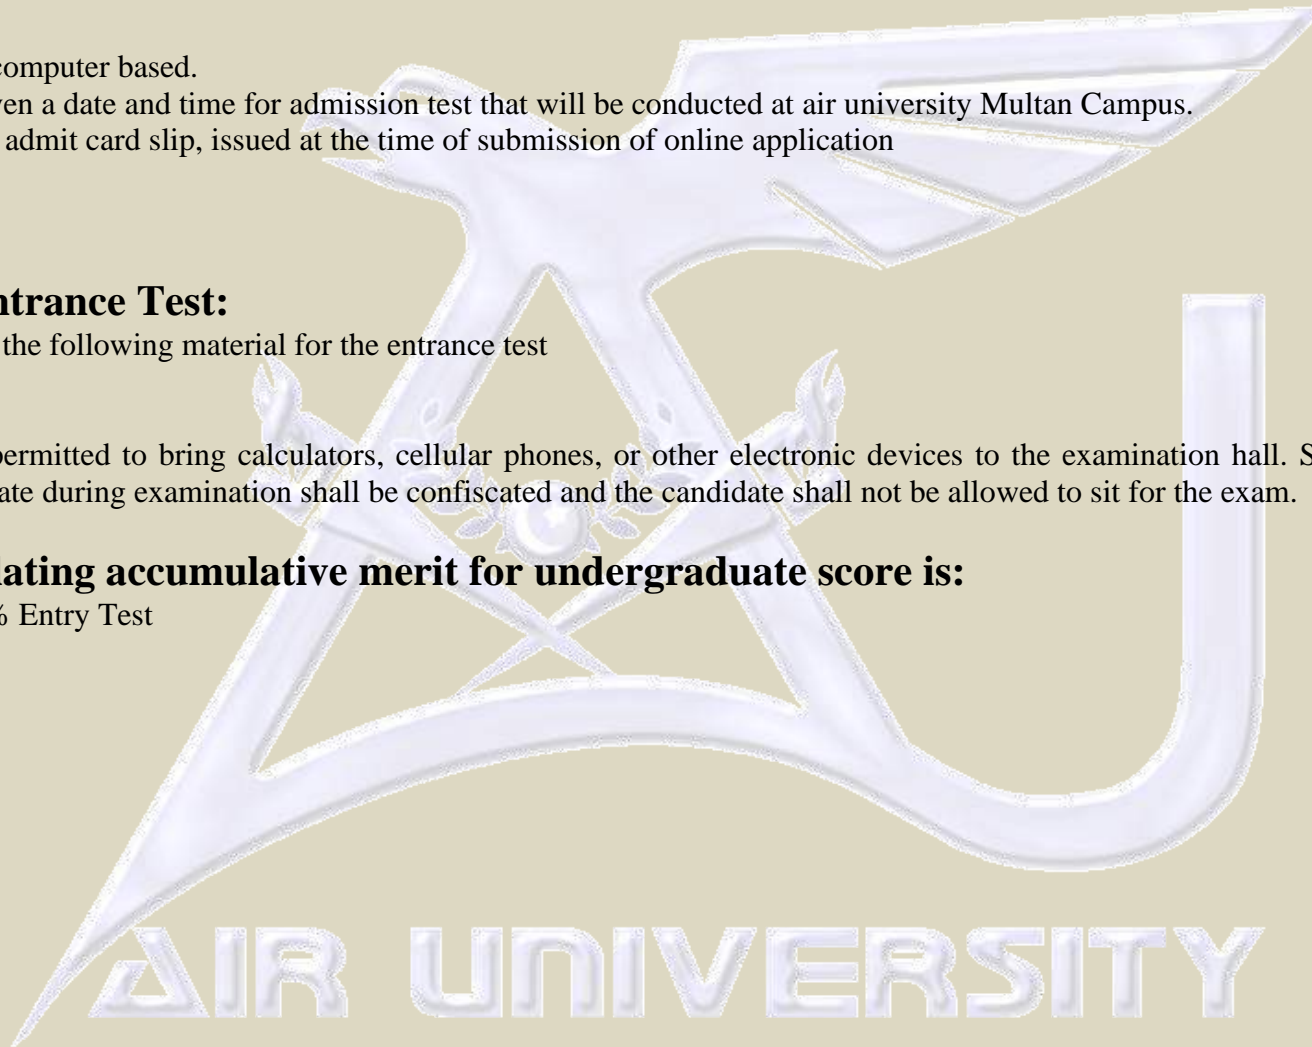 computer based.
ven a date and time for admission test that will be conducted at air university Multan Campus.
admit card slip, issued at the time of submission of online application
ntrance Test:
the following material for the entrance test
permitted to bring calculators, cellular phones, or other electronic devices to the examination hall. S
ate during examination shall be confiscated and the candidate shall not be allowed to sit for the exam.
lating accumulative merit for undergraduate score is:
% Entry Test
AIR UNIVERSITY